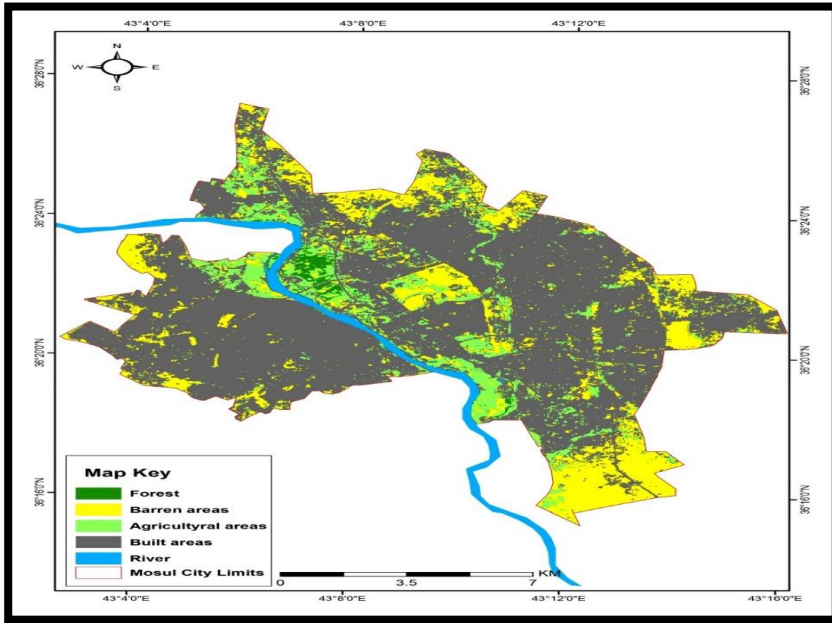 43°4'0"E 43°8'0"E 43°12'0"E
N
W E
S
36°28'0"N 36°28'0"N
36°24'0"N 36°24'0"N
36°20'0"N 36°20'0"N
36°16'0"N 36°16'0"N
Map Key
Forest
Barren areas
Agricultyral areas
Built areas
River
Mosul City Limits
KM
0 3.5 7
43°4'0"E 43°8'0"E 43°12'0"E 43°16'0"E